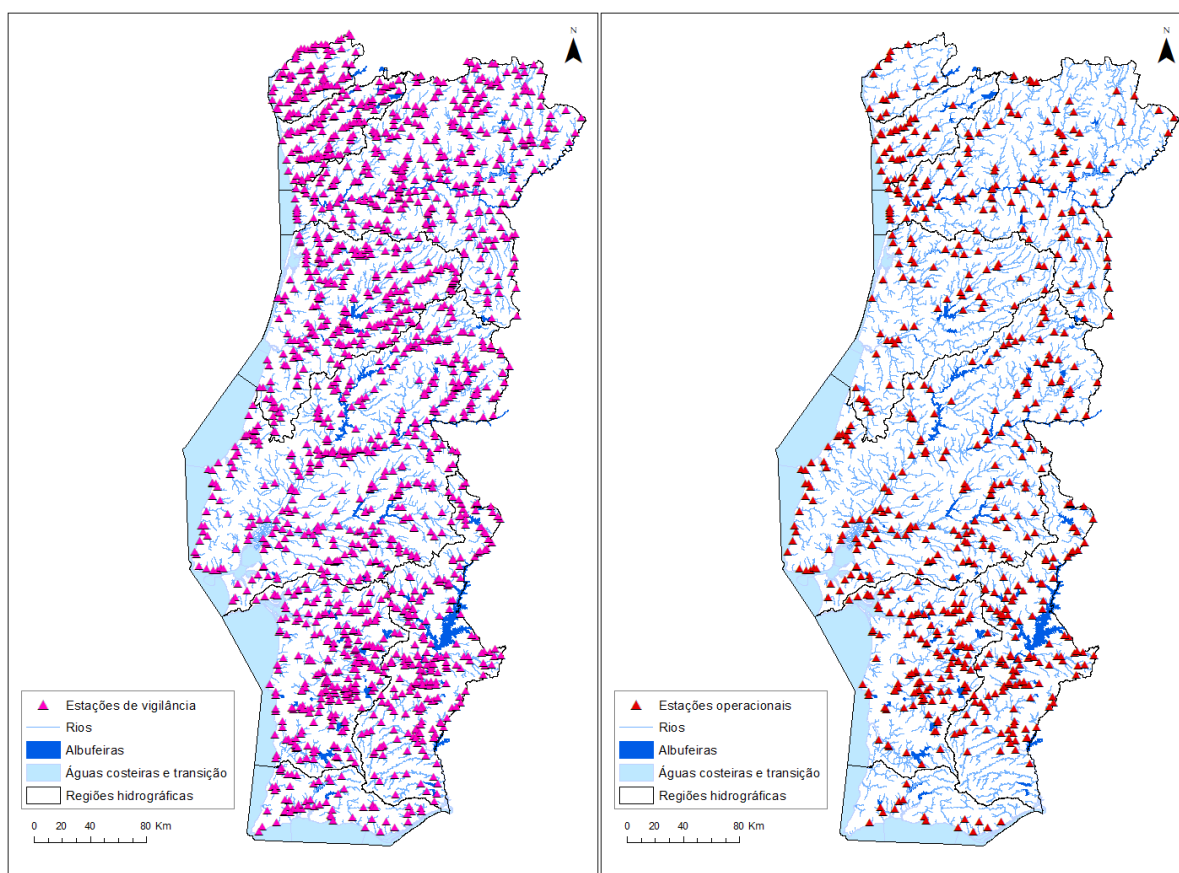 N
Estações de vigilância
Rios
Albufeiras
Águas costeiras e transição
Regiões hidrográficas
0 20 40 80 Km
N
Estações operacionais
Rios
Albufeiras
Águas costeiras e transição
Regiões hidrográficas
0 20 40 80 Km